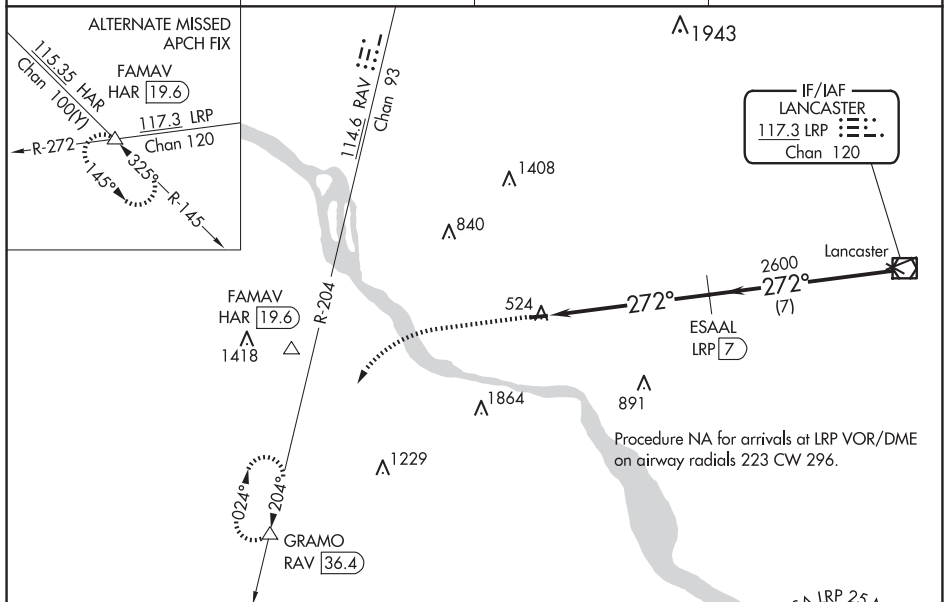 ALTERNATE MISSED
APCH FIX
FAMAV
HAR 19.6
115.35 HAR
Chan 100(Y)
117.3 LRP
Chan 120
R-272
145°
325°
R-145
114.6 RAV
Chan 93
R-204
1943
IF/IAF
LANCASTER
117.3 LRP
Chan 120
1408
840
Lancaster
2600
272°
(7)
272°
524
ESAAL
LRP 7
FAMAV
HAR 19.6
1418
891
1864
Procedure NA for arrivals at LRP VOR/DME
on airway radials 223 CW 296.
1229
024°
204°
GRAMO
RAV 36.4
LRP 25